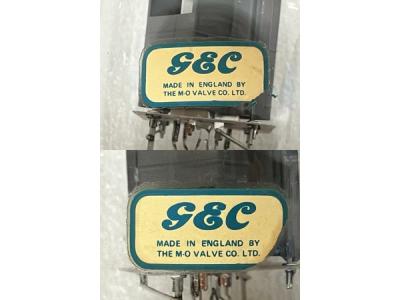 GEC
MADE IN ENGLAND BY
THE M-O VALVE CO. LTD.
GEC
MADE IN ENGLAND BY
THE M-O VALVE CO. LTD.